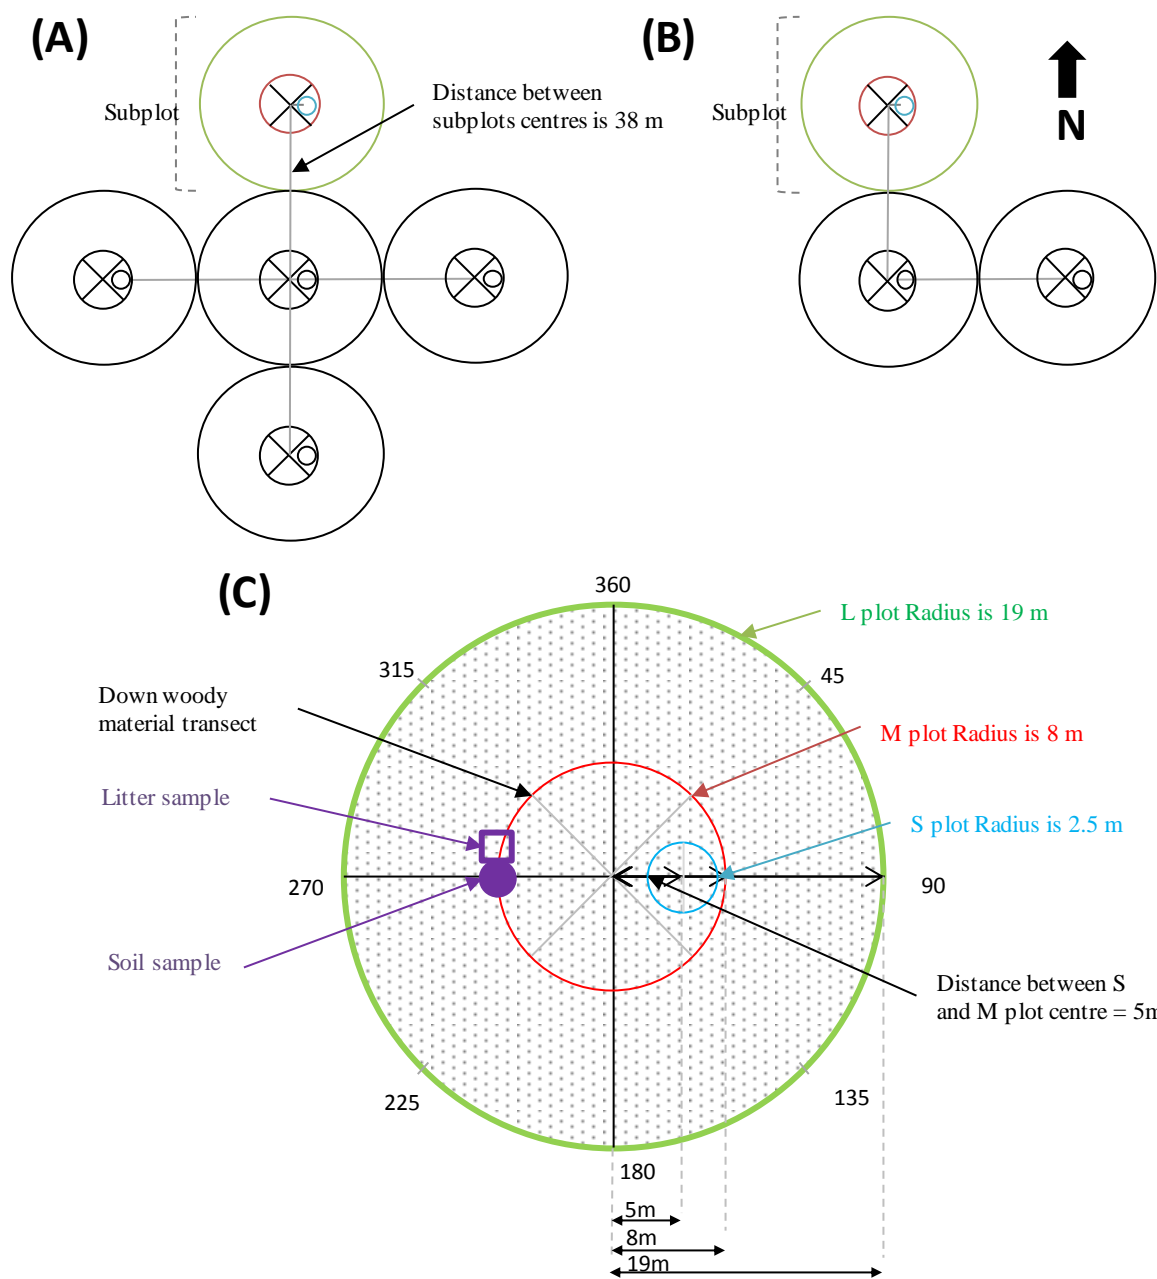 (A)
(B)
Subplot
Distance between
subplots centres is 38 m
Subplot
N
(C)
360
L plot Radius is 19 m
315
45
Down woody
material transect
M plot Radius is 8 m
Litter sample
S plot Radius is 2.5 m
270
90
Soil sample
Distance between S
and M plot centre = 5m
225
135
180
5m
8m
19m